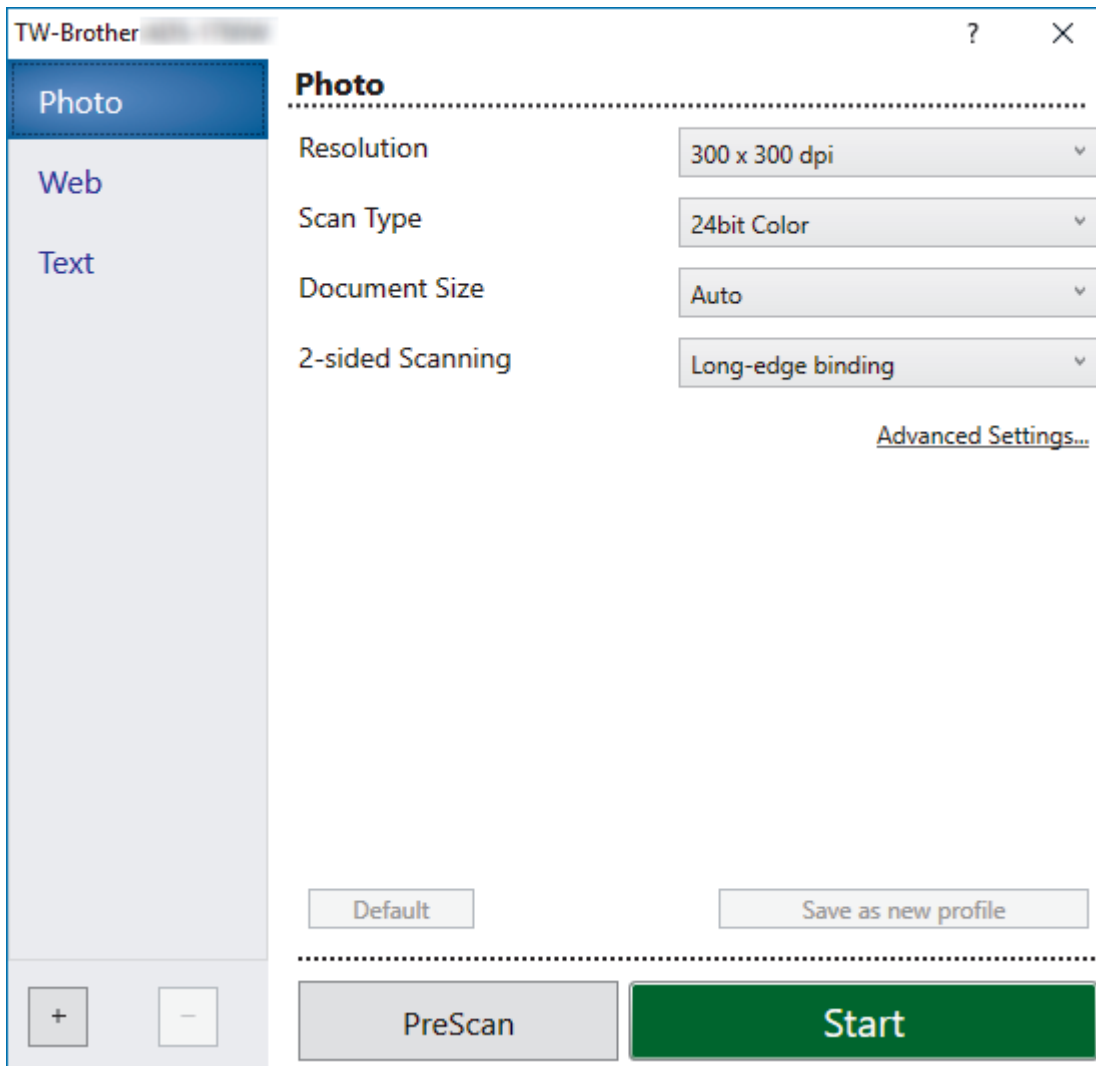 TW-Brother
?
Photo
Web
Text
Photo
Resolution
300 x 300 dpi
Scan Type
24bit Color
Document Size
Auto
2-sided Scanning
Long-edge binding
Advanced Settings...
Default
Save as new profile
+
−
PreScan
Start